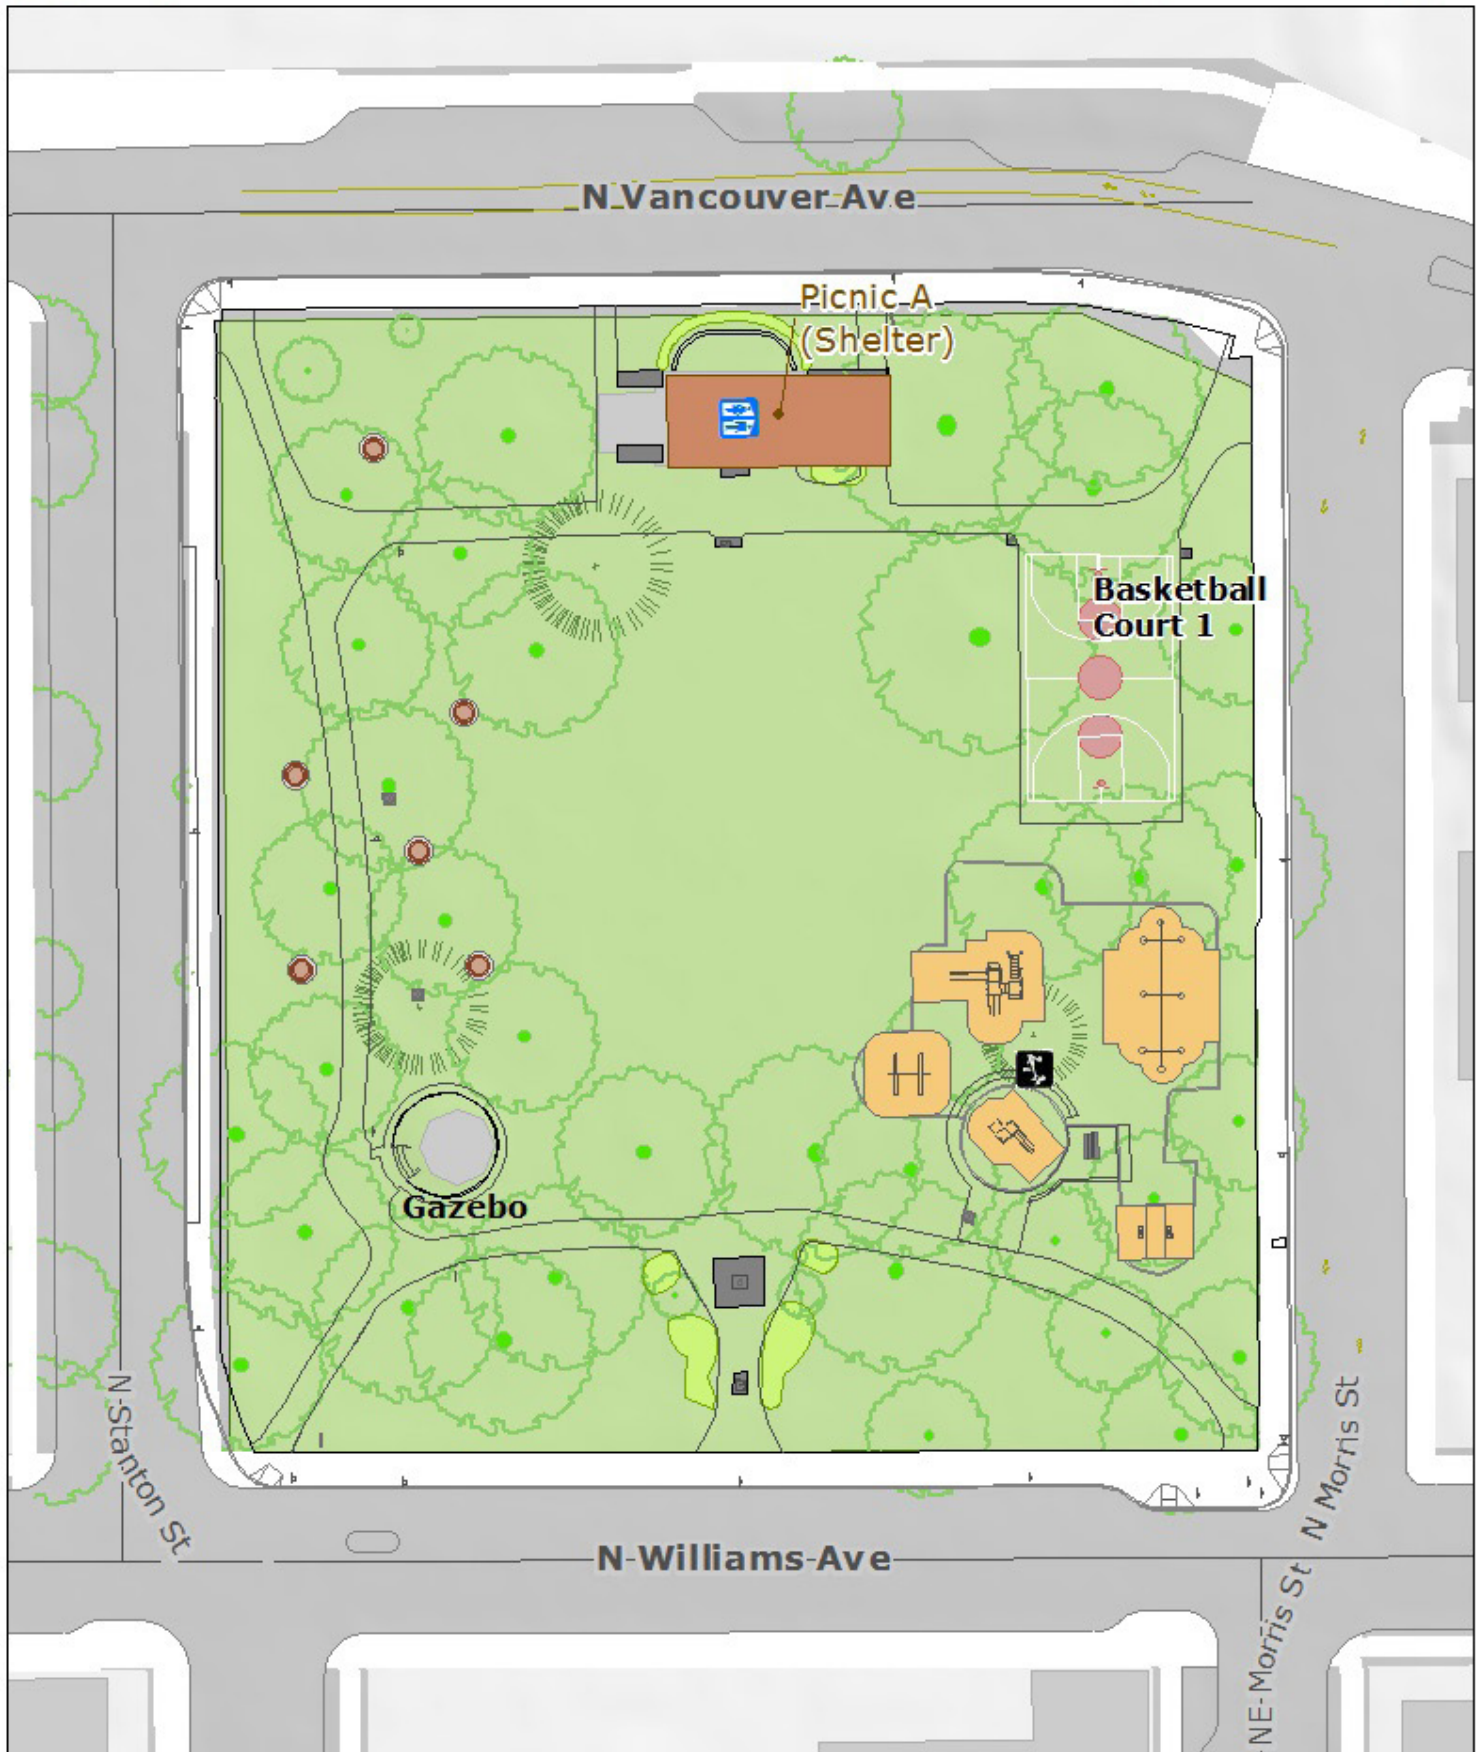 N Vancouver Ave
Picnic A
(Shelter)
Basketball
Court 1
Gazebo
N Stanton St
N Morris St
N Williams Ave
NE Morris St